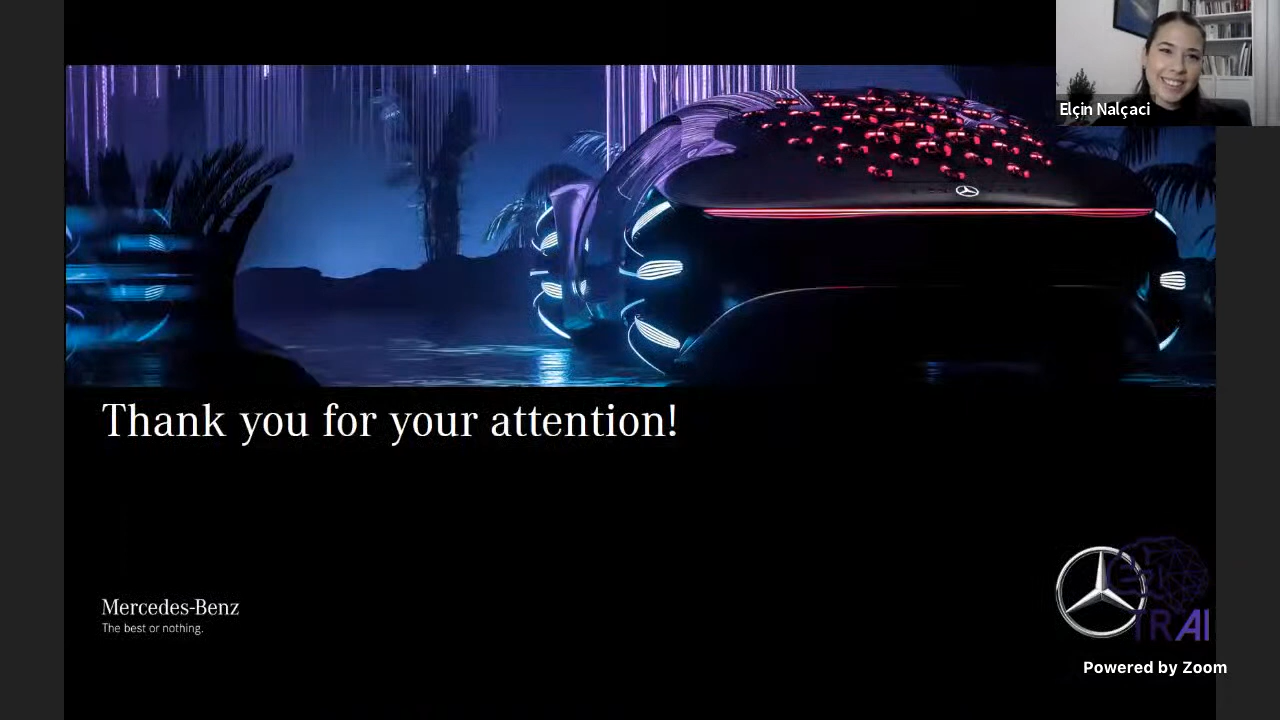 Elçin Nalçaci
Thank you for your attention!
Mercedes-Benz
The best or nothing.
TRAI
Powered by Zoom